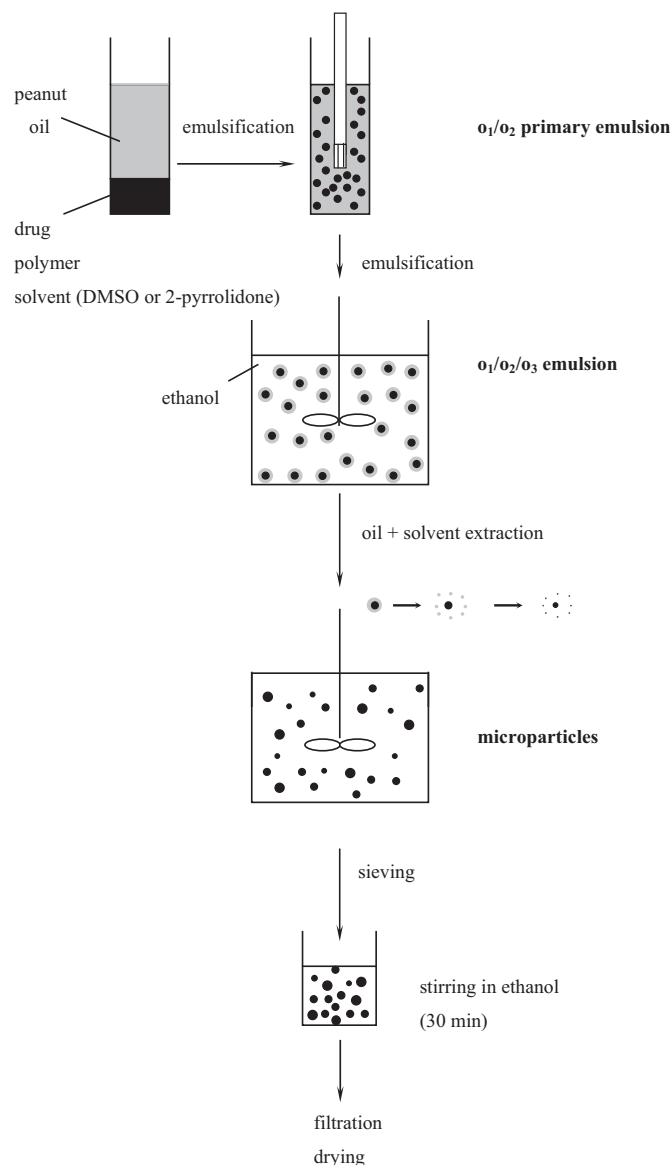 peanut
oil
emulsification
o₁/o₂ primary emulsion
drug
polymer
solvent (DMSO or 2-pyrrolidone)
emulsification
o₁/o₂/o₃ emulsion
ethanol
oil + solvent extraction
microparticles
sieving
stirring in ethanol
(30 min)
filtration
drying